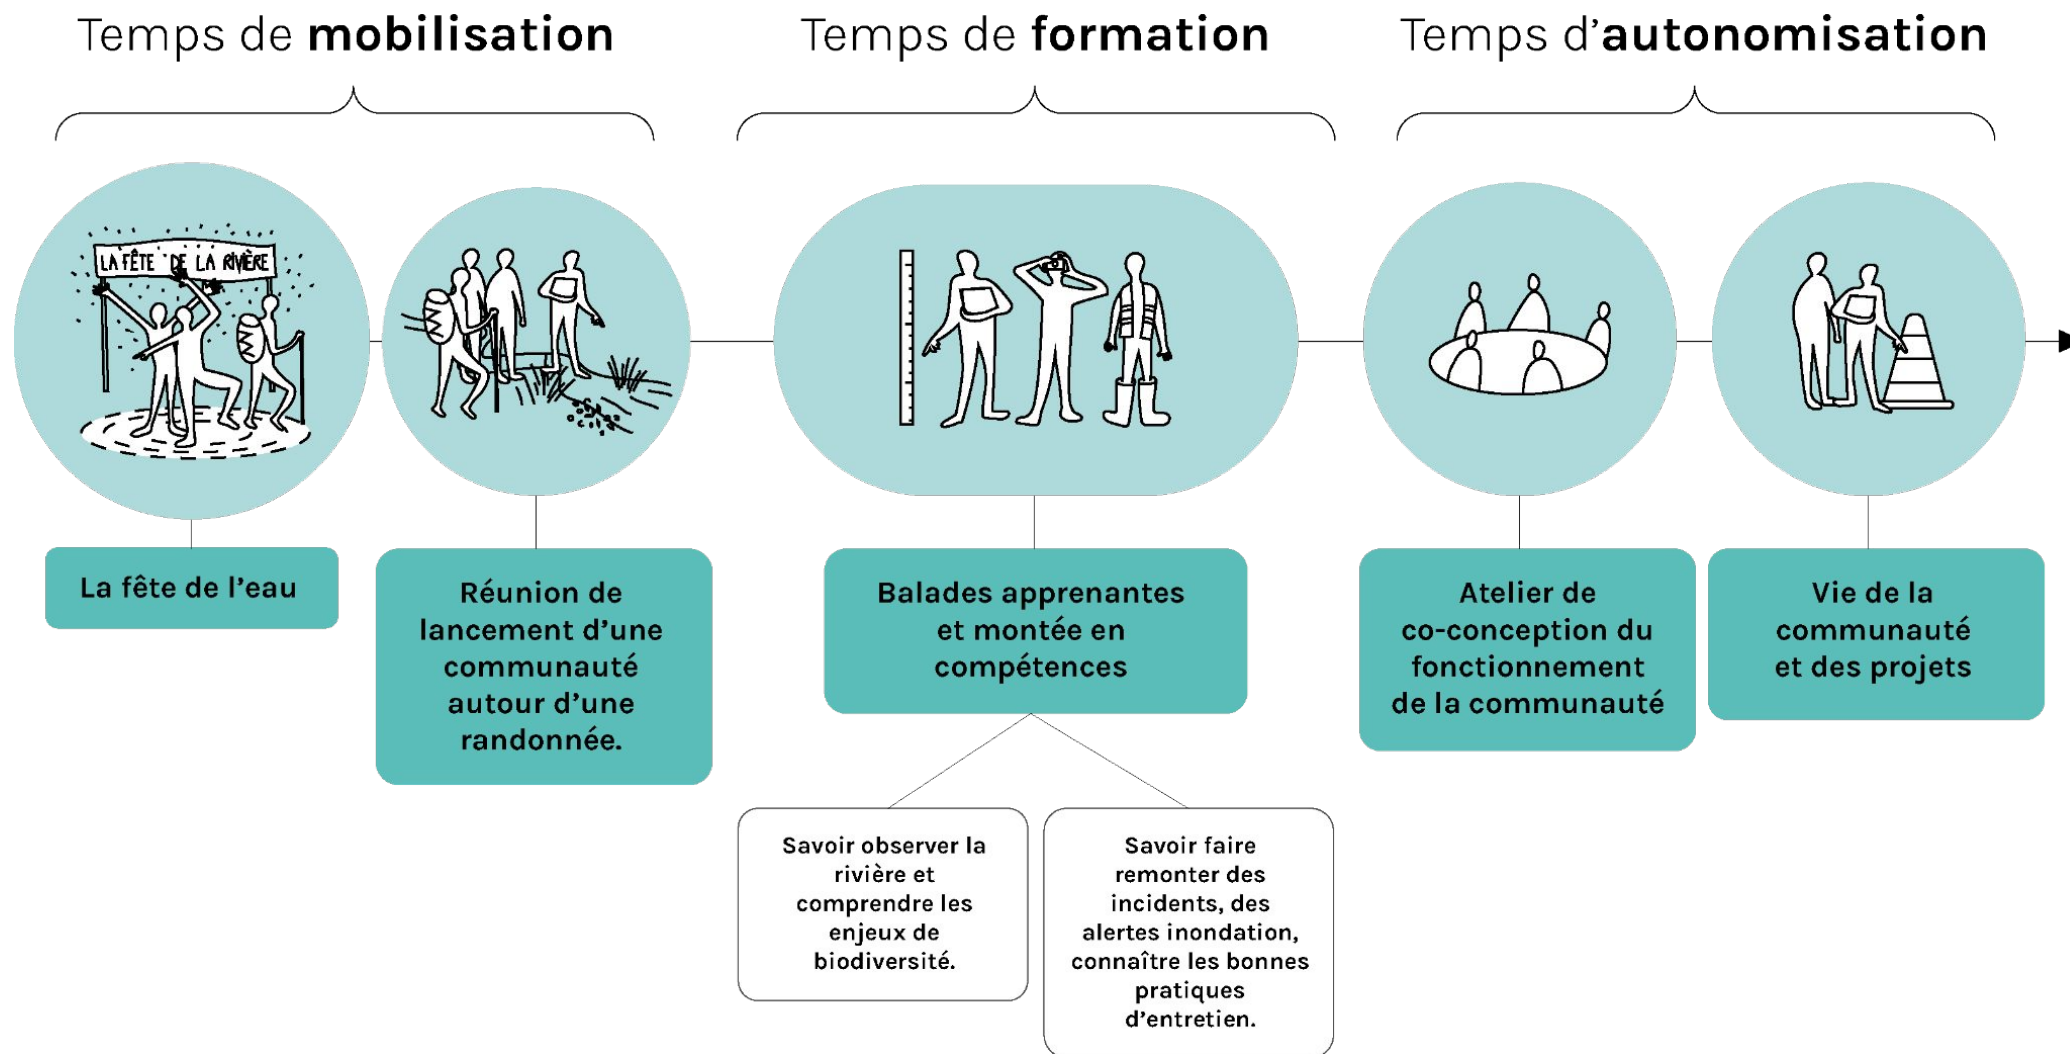 Temps de mobilisation
Temps de formation
Temps d’autonomisation
LA FÊTE DE LA RIVIÈRE
La fête de l’eau
Réunion de
lancement d’une
communauté
autour d’une
randonnée.
Balades apprenantes
et montée en
compétences
Atelier de
co-conception du
fonctionnement
de la communauté
Vie de la
communauté
et des projets
Savoir observer la
rivière et
comprendre les
enjeux de
biodiversité.
Savoir faire
remonter des
incidents, des
alertes inondation,
connaître les bonnes
pratiques
d’entretien.